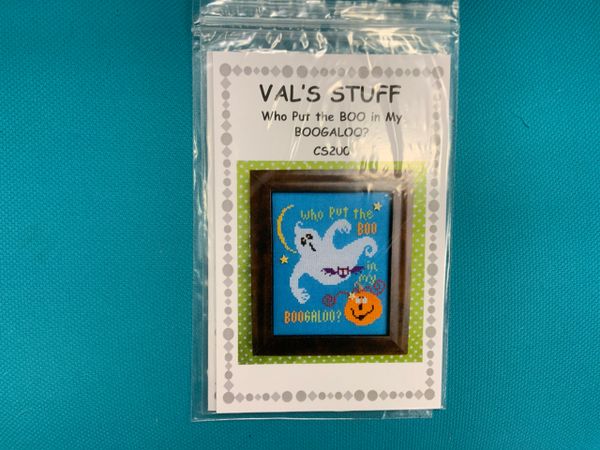 VAL'S STUFF
Who Put the BOO in My
BOOGALOO?
CS200
Who Put the
BOO
in
my
BOOGALOO?